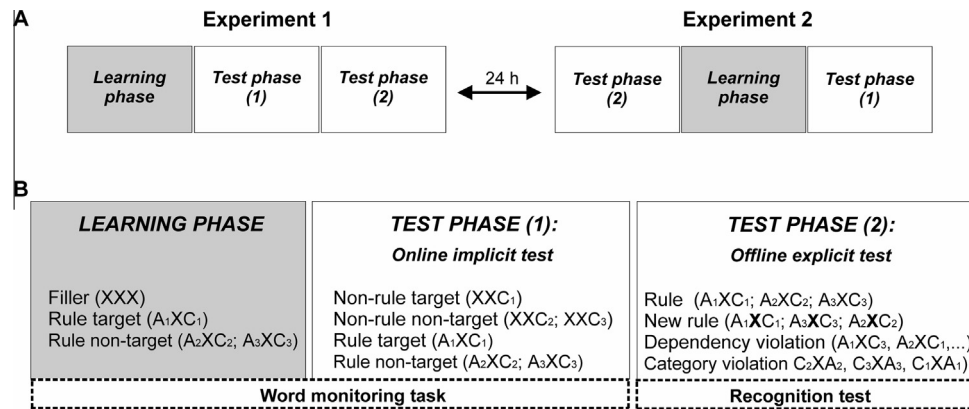 A
Experiment 1
Experiment 2
Learning
phase
Test phase
(1)
Test phase
(2)
24 h
Test phase
(2)
Learning
phase
Test phase
(1)
B
LEARNING PHASE
Filler (XXX)
Rule target (A₁XC₁)
Rule non-target (A₂XC₂; A₃XC₃)
TEST PHASE (1):
Online implicit test
Non-rule target (XXC₁)
Non-rule non-target (XXC₂; XXC₃)
Rule target (A₁XC₁)
Rule non-target (A₂XC₂; A₃XC₃)
TEST PHASE (2):
Offline explicit test
Rule (A₁XC₁; A₂XC₂; A₃XC₃)
New rule (A₁XC₁; A₃XC₃; A₂XC₂)
Dependency violation (A₁XC₃, A₂XC₁,...)
Category violation C₂XA₂, C₃XA₃, C₁XA₁)
Word monitoring task
Recognition test